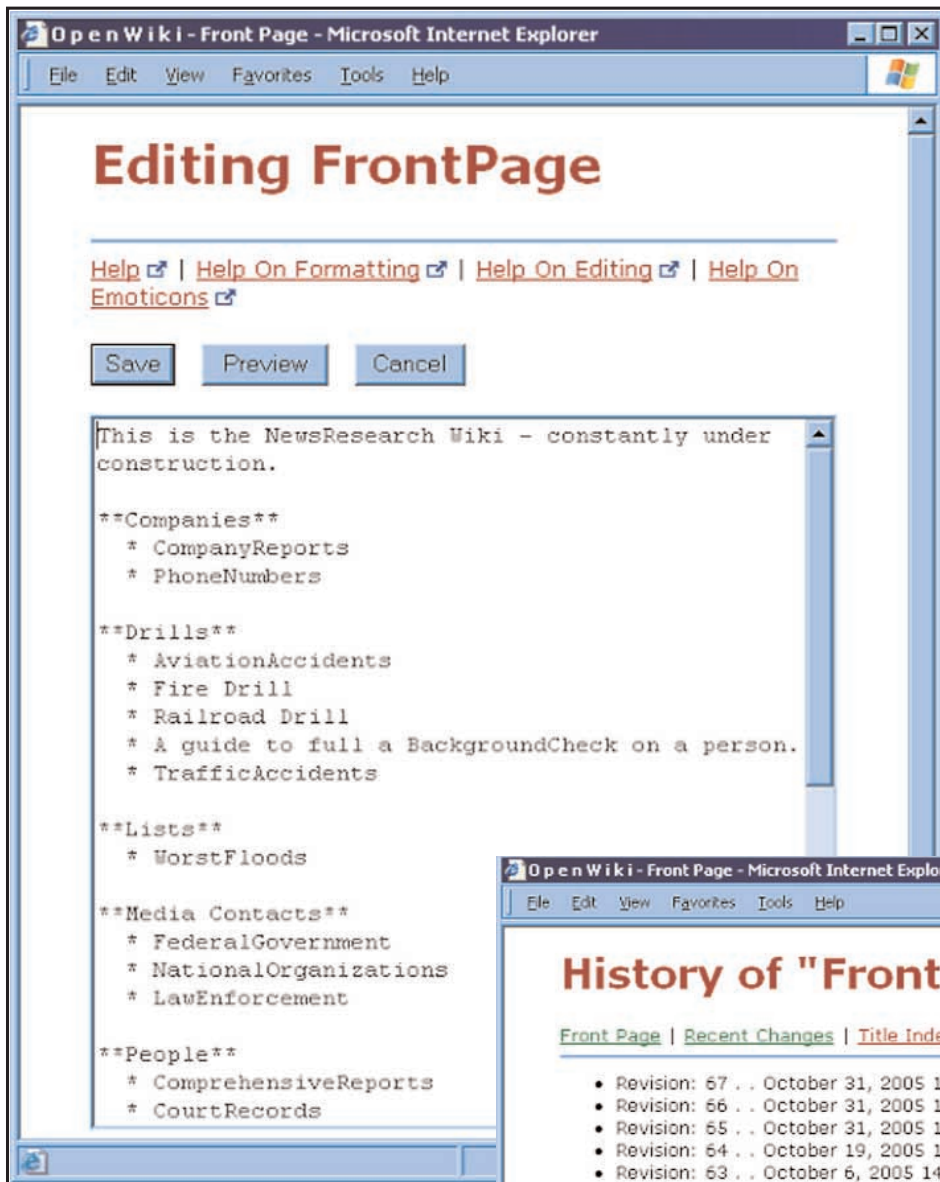 OpenWiki - Front Page - Microsoft Internet Explorer
File Edit View Favorites Tools Help
Editing FrontPage
Help | Help On Formatting | Help On Editing | Help On
Emoticons
Save Preview Cancel
This is the NewsResearch Wiki - constantly under
construction.
**Companies**
* CompanyReports
* PhoneNumbers
**Drills**
* AviationAccidents
* Fire Drill
* Railroad Drill
* A guide to full a BackgroundCheck on a person.
* TrafficAccidents
**Lists**
* WorstFloods
**Media Contacts**
* FederalGovernment
* NationalOrganizations
* LawEnforcement
**People**
* ComprehensiveReports
* CourtRecords
OpenWiki - Front Page - Microsoft Internet Explo
File Edit View Favorites Tools Help
History of "Front
Front Page | Recent Changes | Title Inde
• Revision: 67 . . October 31, 2005 1
• Revision: 66 . . October 31, 2005 1
• Revision: 65 . . October 31, 2005 1
• Revision: 64 . . October 19, 2005 1
• Revision: 63 . . October 6, 2005 14